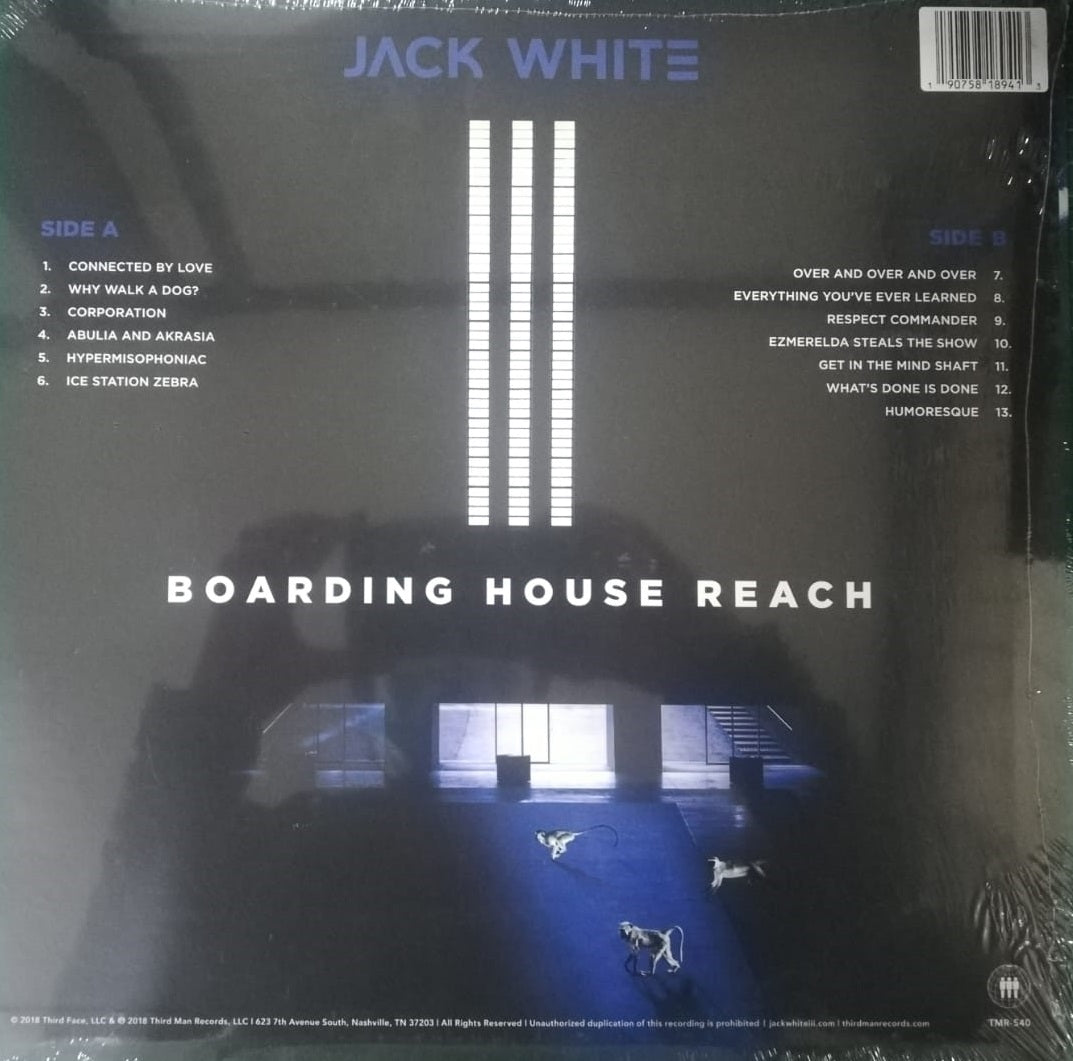 JACK WHITE
1 90758 18941 3
SIDE A
1. CONNECTED BY LOVE
2. WHY WALK A DOG?
3. CORPORATION
4. ABULIA AND AKRASIA
5. HYPERMISOPHONIAC
6. ICE STATION ZEBRA
SIDE B
OVER AND OVER AND OVER 7.
EVERYTHING YOU'VE EVER LEARNED 8.
RESPECT COMMANDER 9.
EZMERELDA STEALS THE SHOW 10.
GET IN THE MIND SHAFT 11.
WHAT'S DONE IS DONE 12.
HUMORESQUE 13.
BOARDING HOUSE REACH
© 2018 Third Face, LLC & ℗ 2018 Third Man Records, LLC | 623 7th Avenue South, Nashville, TN 37203 | All Rights Reserved | Unauthorized duplication of this recording is prohibited | jackwhiteiii.com | thirdmanrecords.com
TMR-540